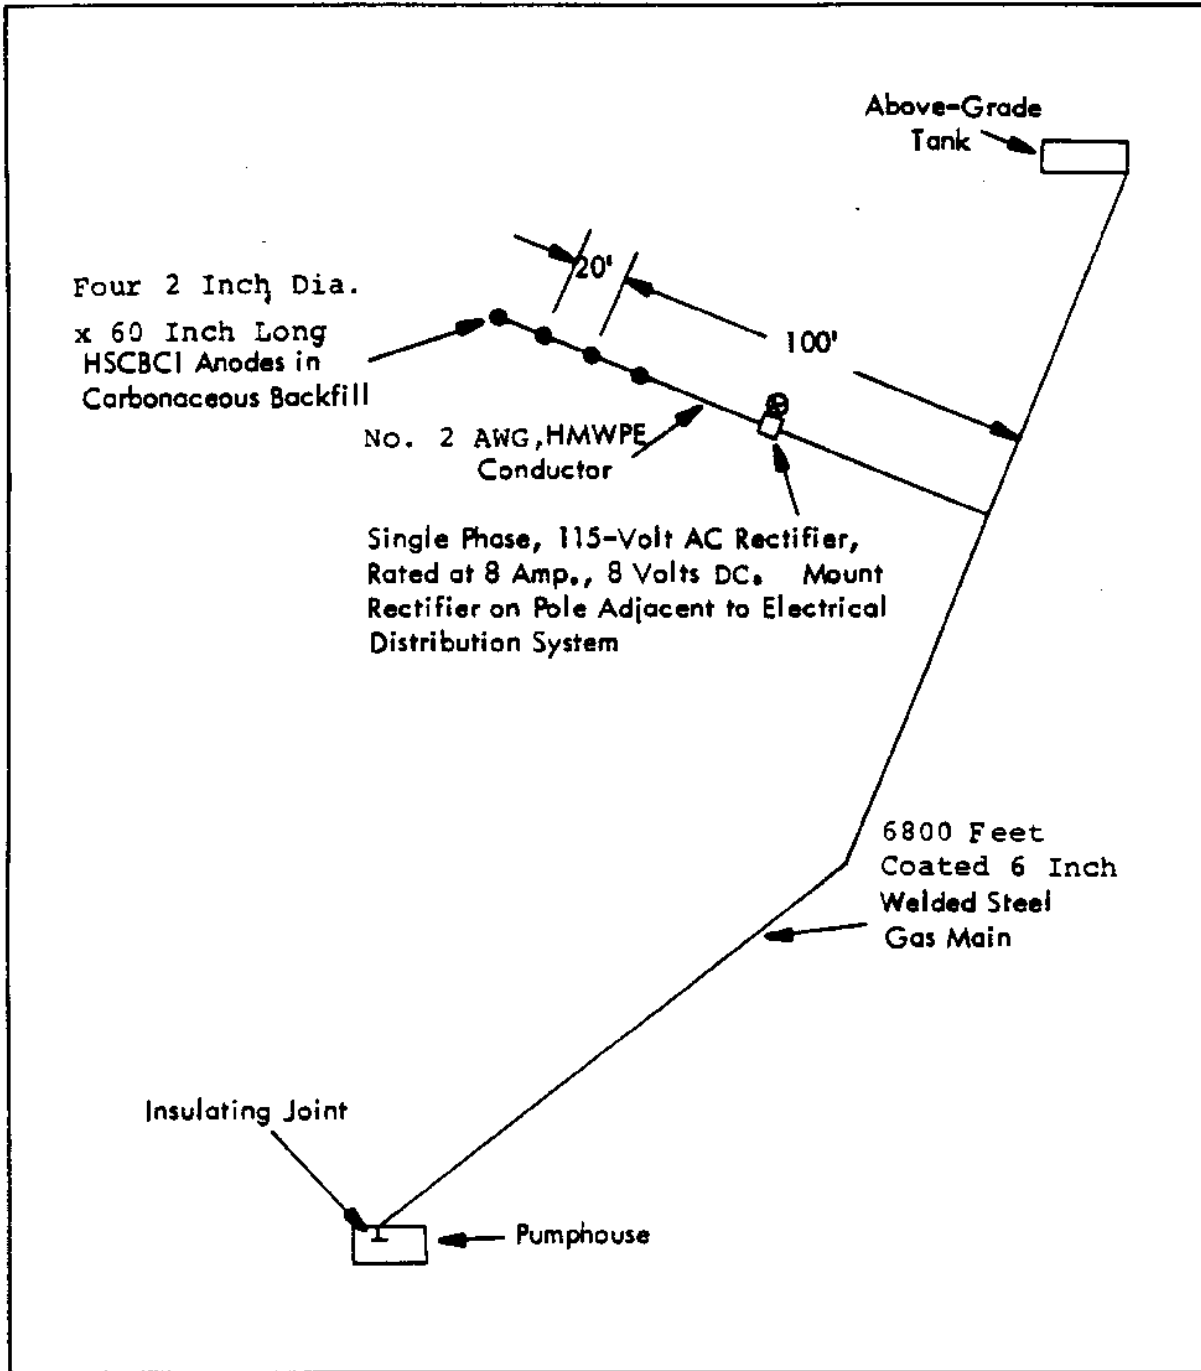 Above-Grade
Tank
20'
100'
Four 2 Inch Dia.
x 60 Inch Long
HSCBCI Anodes in
Carbonaceous Backfill
No. 2 AWG,HMWPE
Conductor
Single Phase, 115-Volt AC Rectifier,
Rated at 8 Amp., 8 Volts DC. Mount
Rectifier on Pole Adjacent to Electrical
Distribution System
6800 Feet
Coated 6 Inch
Welded Steel
Gas Main
Insulating Joint
Pumphouse